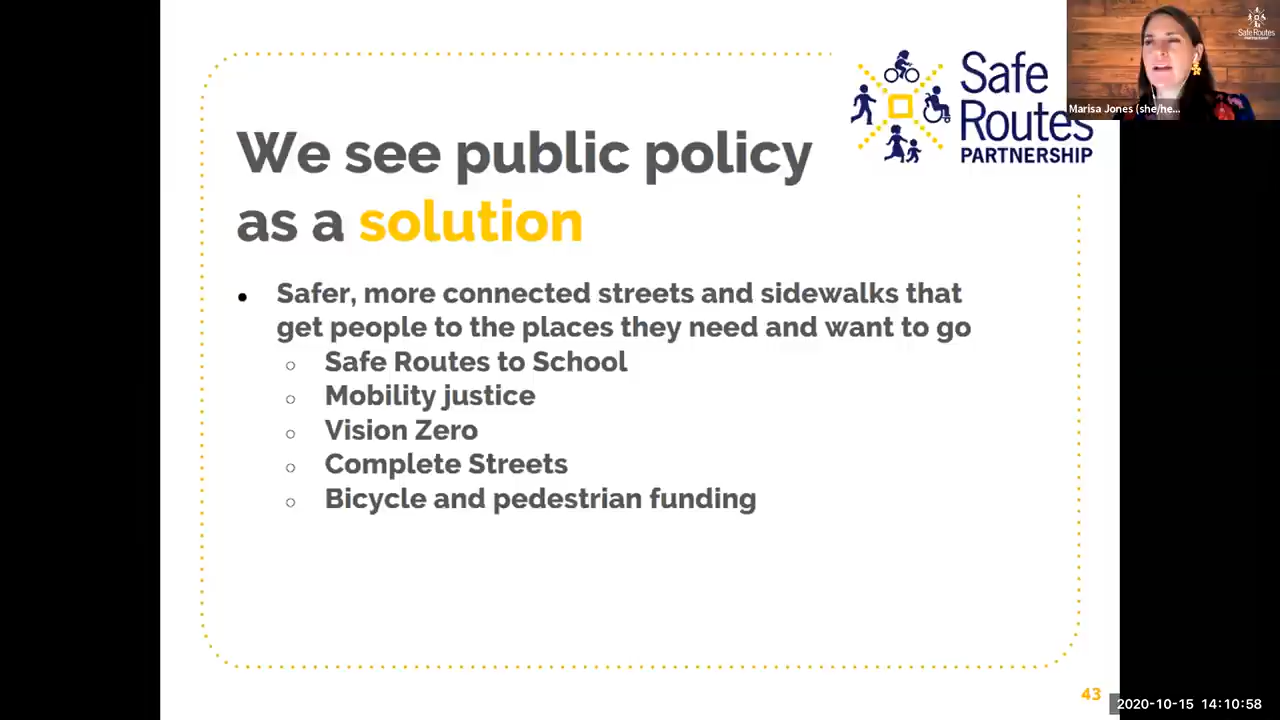 We see public policy
as a solution
Safe
Routes
PARTNERSHIP
Safe Routes
Marisa Jones (she/he...
• Safer, more connected streets and sidewalks that
get people to the places they need and want to go
○ Safe Routes to School
○ Mobility justice
○ Vision Zero
○ Complete Streets
○ Bicycle and pedestrian funding
43
2020-10-15 14:10:58